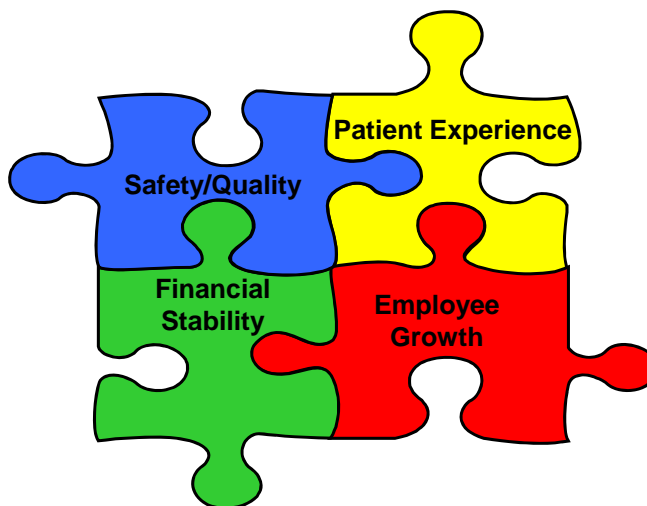 Patient Experience
Safety/Quality
Financial
Stability
Employee
Growth